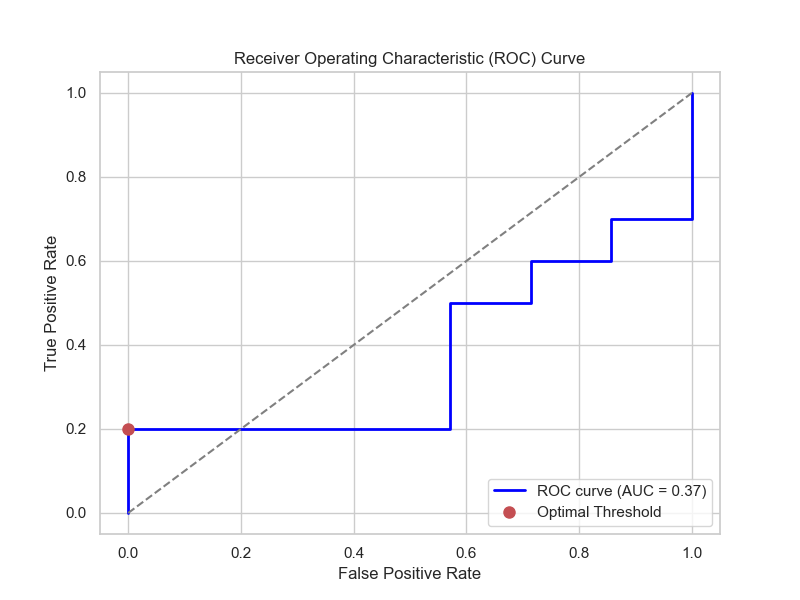 Receiver Operating Characteristic (ROC) Curve
True Positive Rate
1.0
0.8
0.6
0.4
0.2
0.0
0.0 0.2 0.4 0.6 0.8 1.0
False Positive Rate
ROC curve (AUC = 0.37)
Optimal Threshold